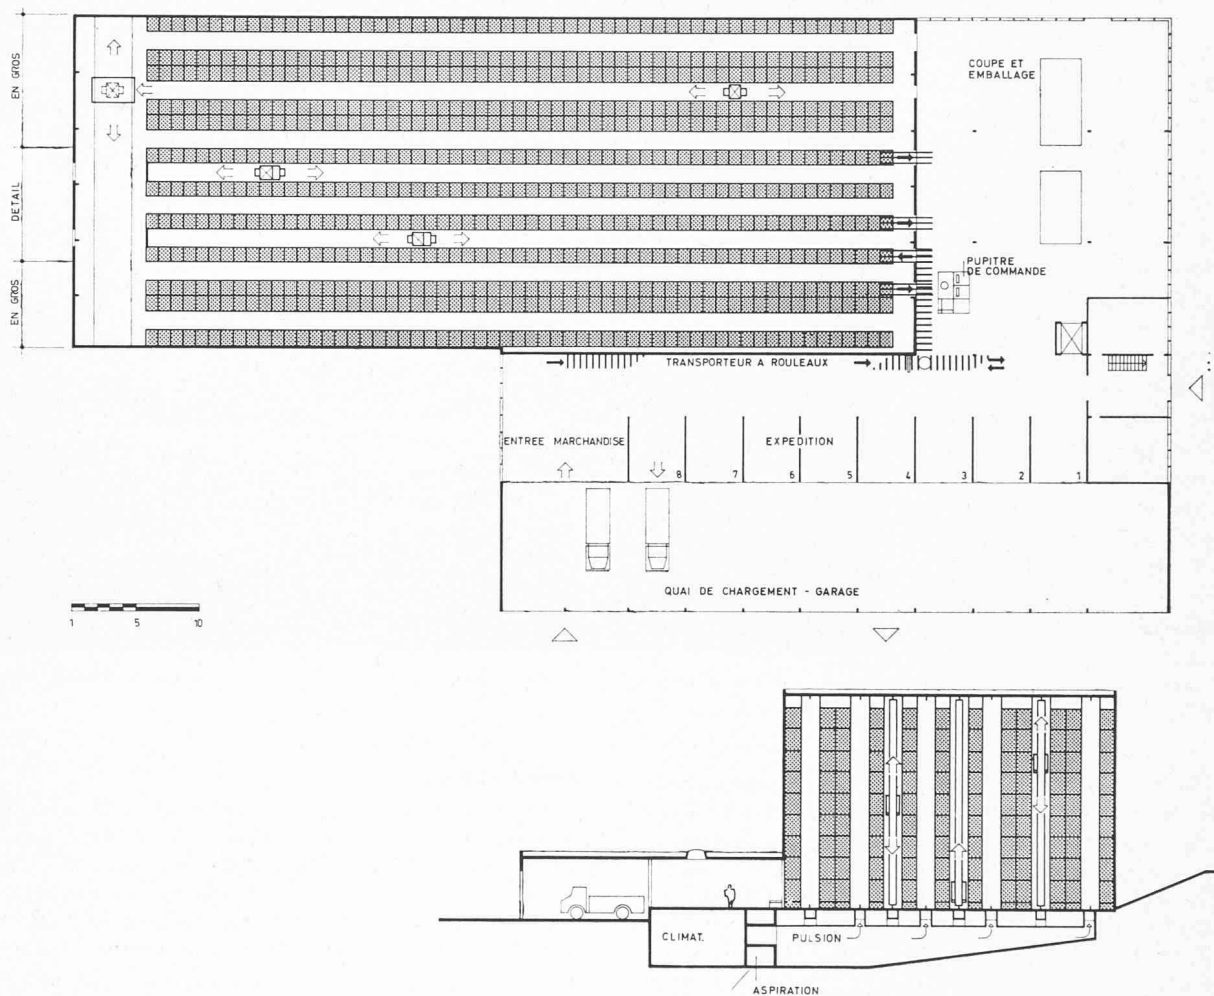 EN GROS
DETAIL
EN GROS
COUPE ET
EMBALLAGE
PUPITRE
DE COMMANDE
TRANSPORTEUR A ROULEAUX
ENTREE MARCHANDISE
EXPEDITION
8 7 6 5 4 3 2 1
QUAI DE CHARGEMENT - GARAGE
1 5 10
CLIMAT.
PULSION
ASPIRATION